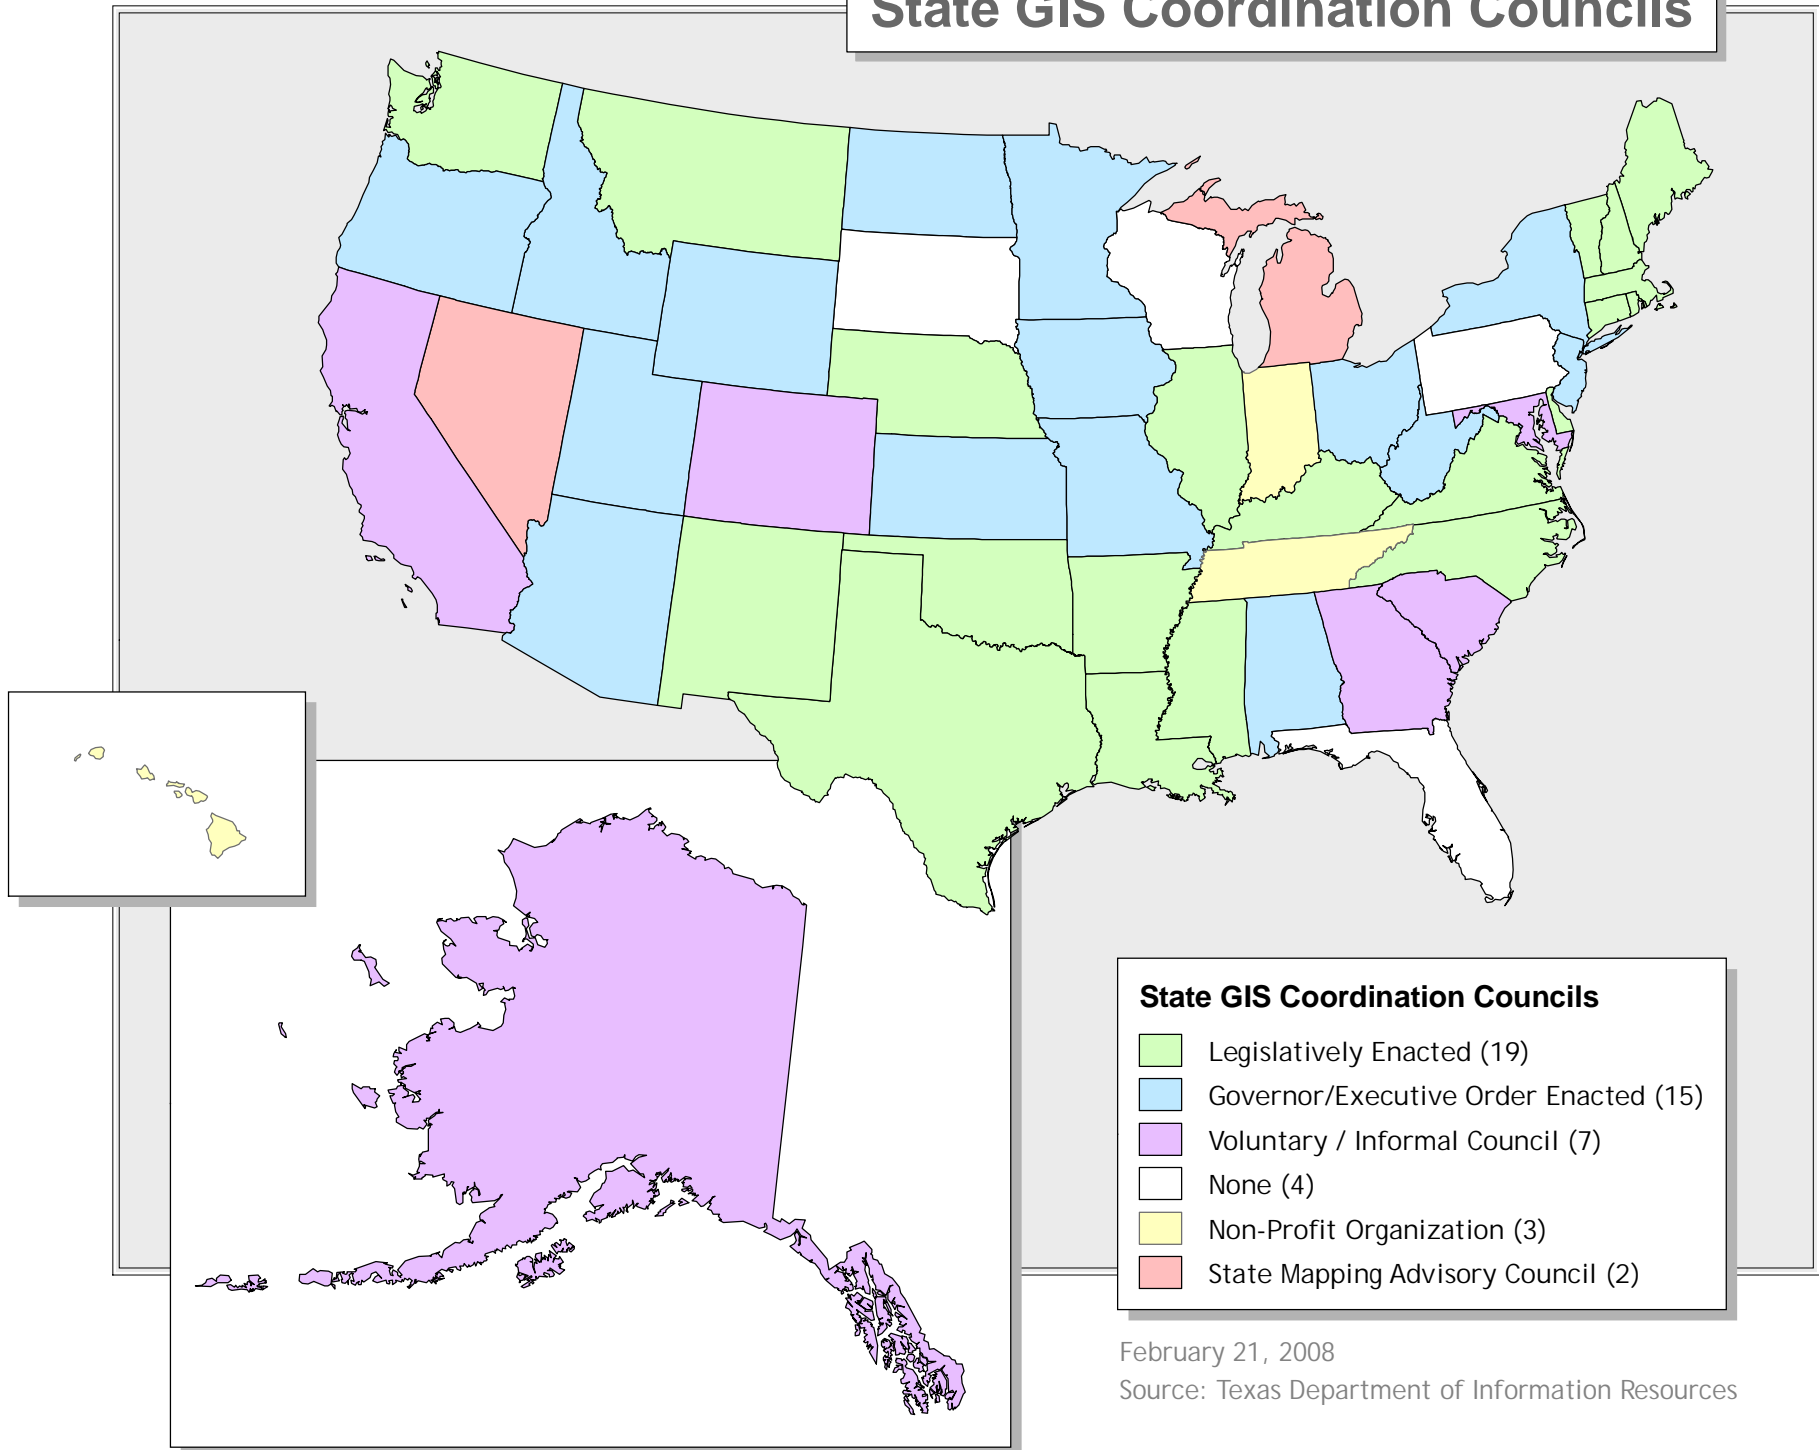 State GIS Coordination Councils
State GIS Coordination Councils
Legislatively Enacted (19)
Governor/Executive Order Enacted (15)
Voluntary / Informal Council (7)
None (4)
Non-Profit Organization (3)
State Mapping Advisory Council (2)
February 21, 2008
Source: Texas Department of Information Resources